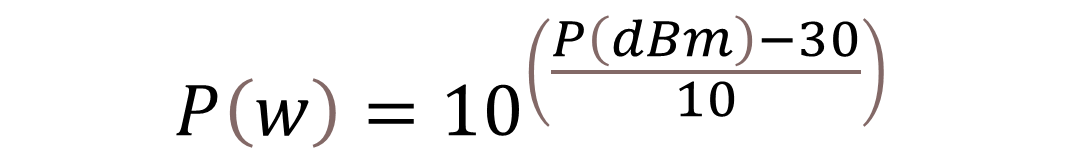 P(w) = 10^((P(dBm)−30)/10)